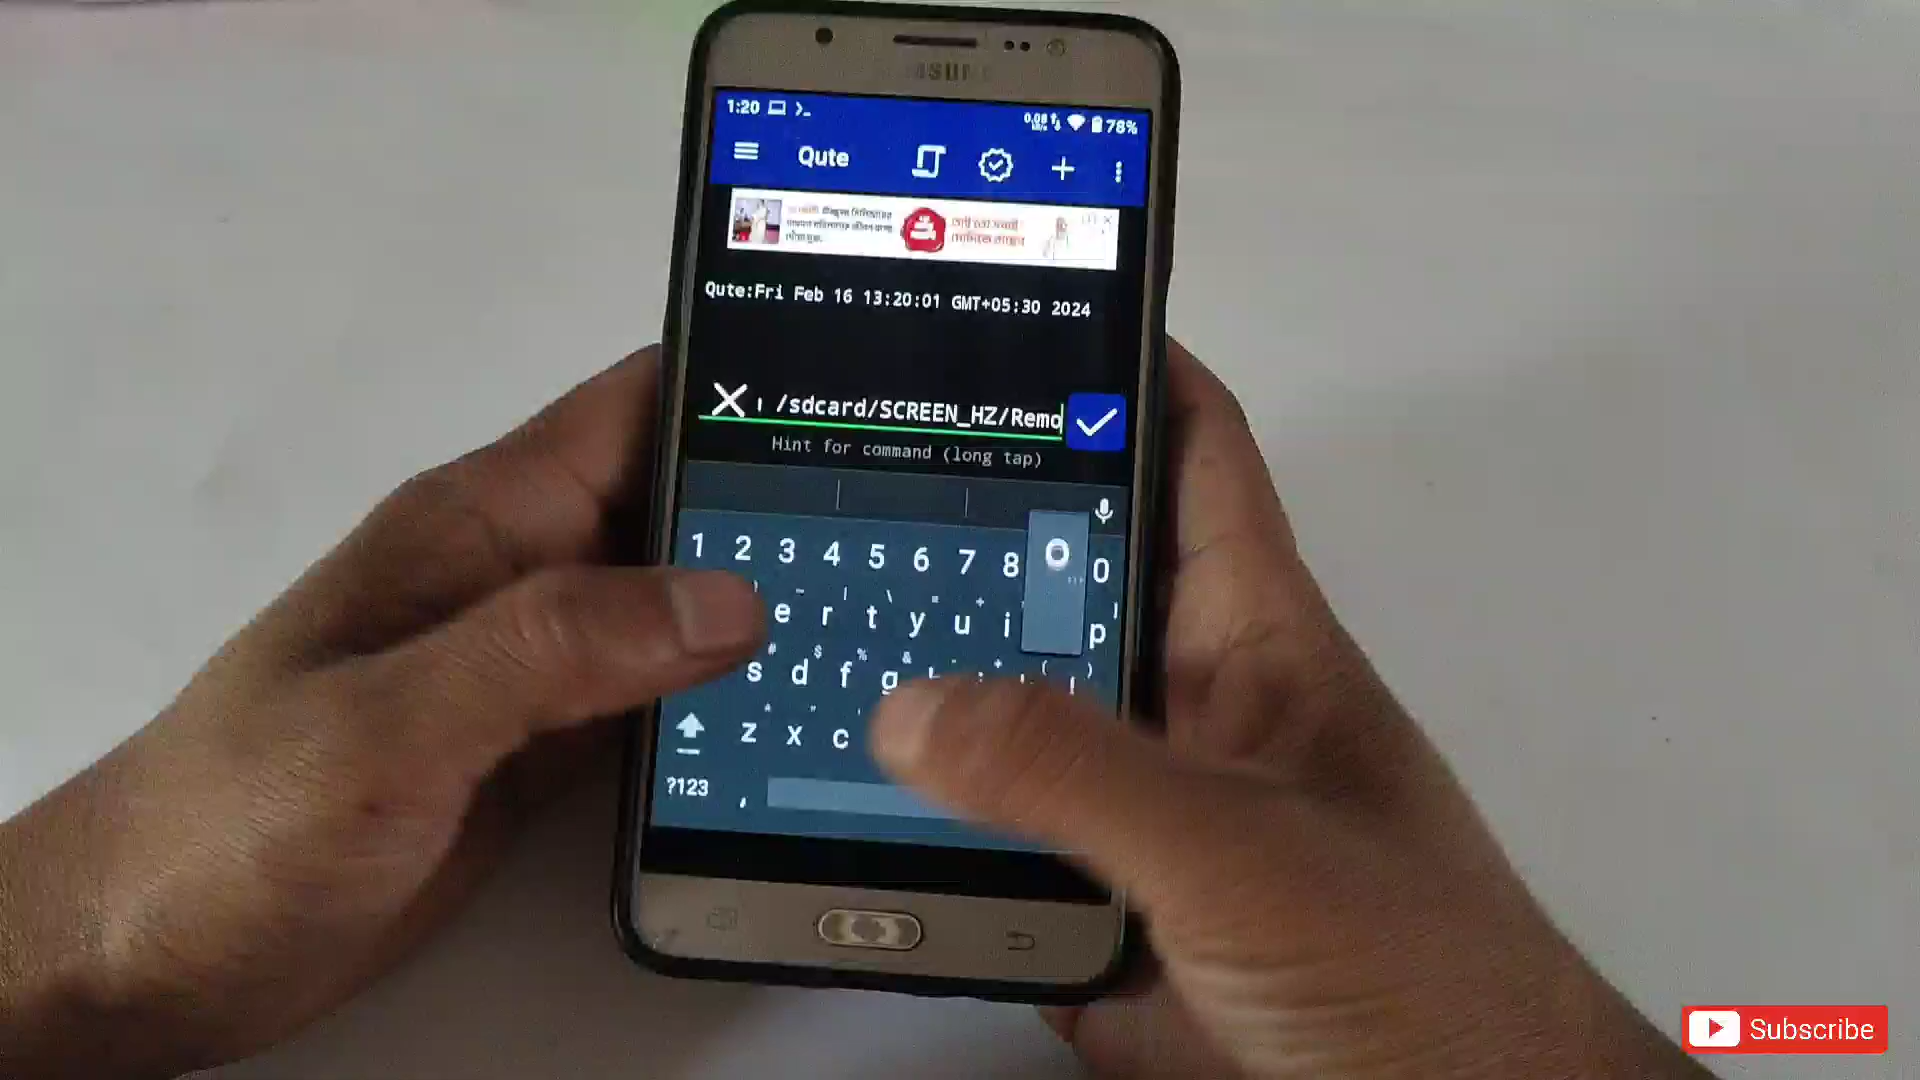 1:20
78%
Qute
Qute:Fri Feb 16 13:20:01 GMT+05:30 2024
/sdcard/SCREEN_HZ/Remo
Hint for command (long tap)
1 2 3 4 5 6 7 8 o 0
e r t y u i p
s d f g
z x c
?123 ,
Subscribe